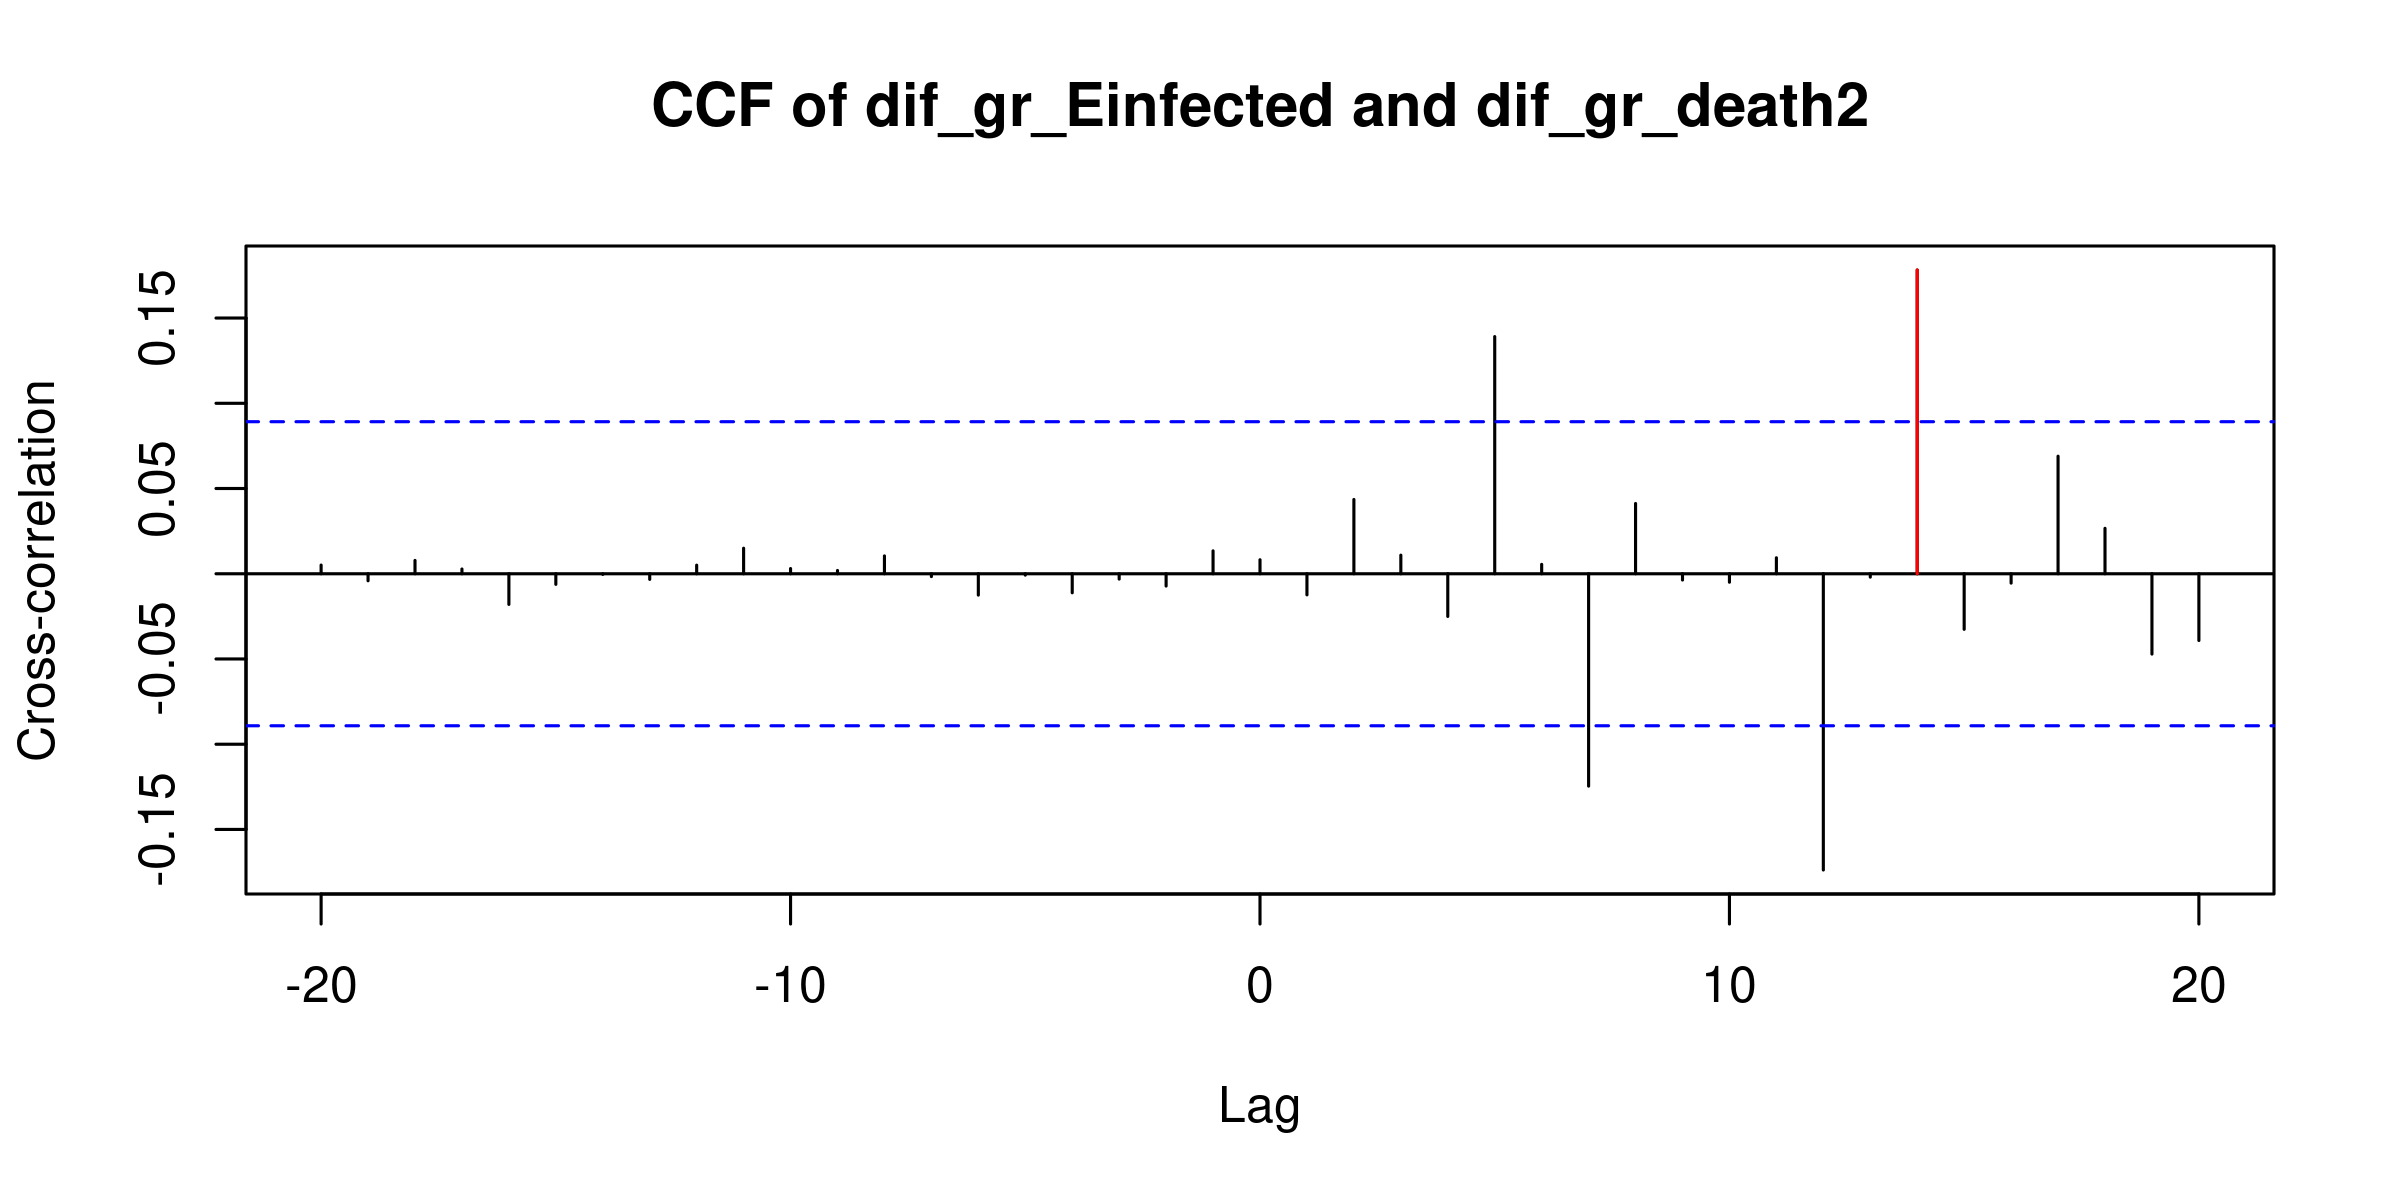 CCF of dif_gr_Einfected and dif_gr_death2
Cross-correlation
0.15
0.05
-0.05
-0.15
-20 -10 0 10 20
Lag